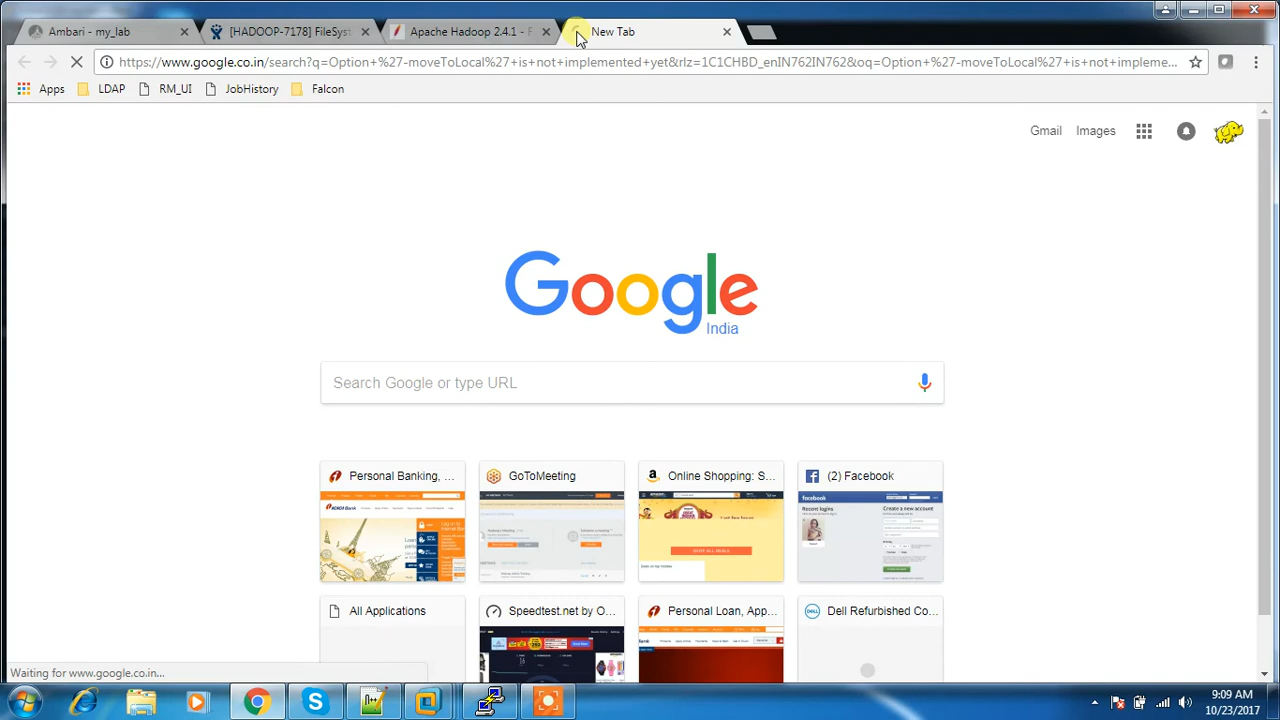 Ambari - my_lab
[HADOOP-7178] FileSyst
Apache Hadoop 2.4.1 - F
New Tab
https://www.google.co.in/search?q=Option+%27-moveToLocal%27+is+not+implemented+yet&rlz=1C1CHBD_enIN762IN762&oq=Option+%27-moveToLocal%27+is+not+impleme...
Apps
LDAP
RM_UI
JobHistory
Falcon
Gmail
Images
Google
India
Search Google or type URL
Personal Banking, ...
GoToMeeting
Online Shopping: S...
(2) Facebook
All Applications
Speedtest.net by O...
Personal Loan, App...
Dell Refurbished Co...
Waiting for www.google.co.in...
9:09 AM
10/23/2017